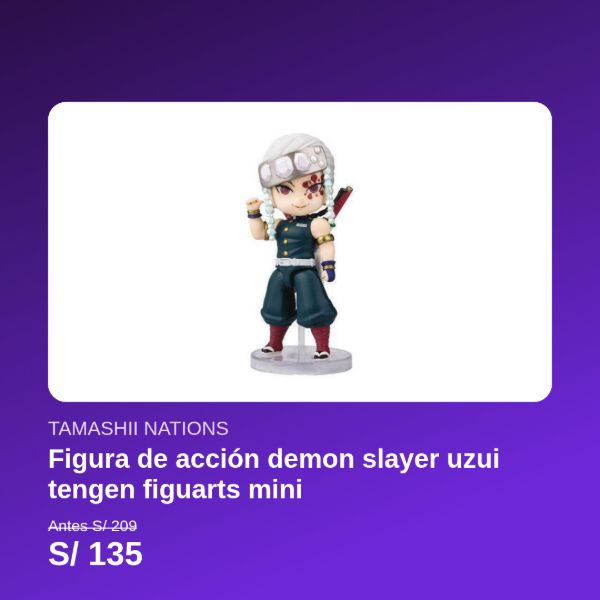 TAMASHII NATIONS
Figura de acción demon slayer uzui
tengen figuarts mini
Antes S/ 209
S/ 135